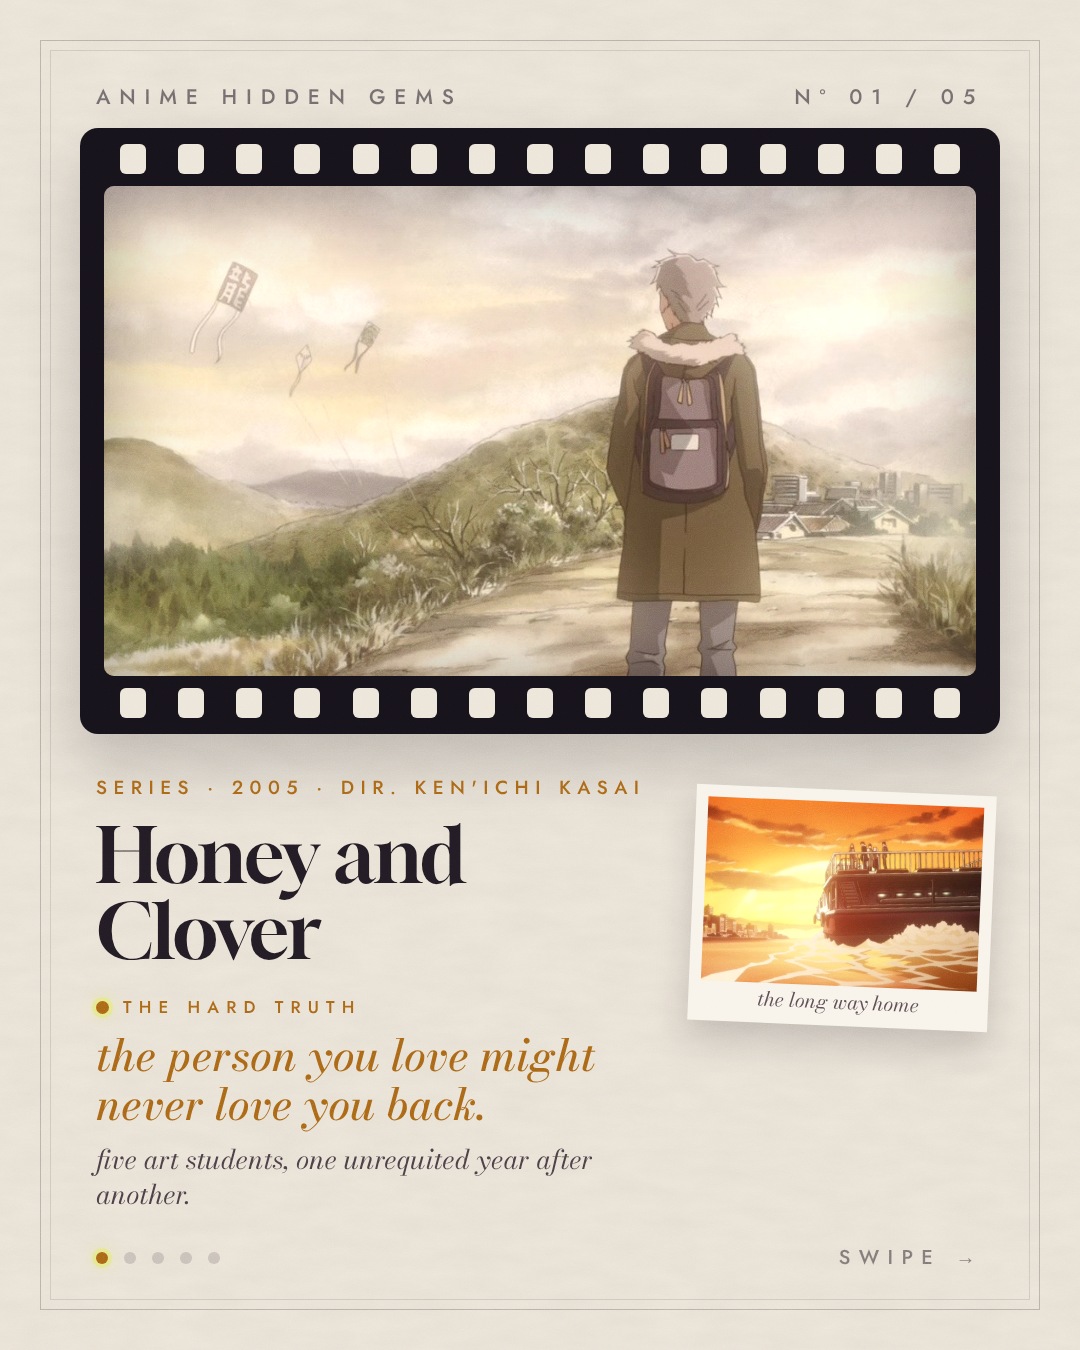 ANIME HIDDEN GEMS
N° 01 / 05
龍
SERIES · 2005 · DIR. KEN'ICHI KASAI
Honey and
Clover
the long way home
THE HARD TRUTH
the person you love might
never love you back.
five art students, one unrequited year after
another.
SWIPE →